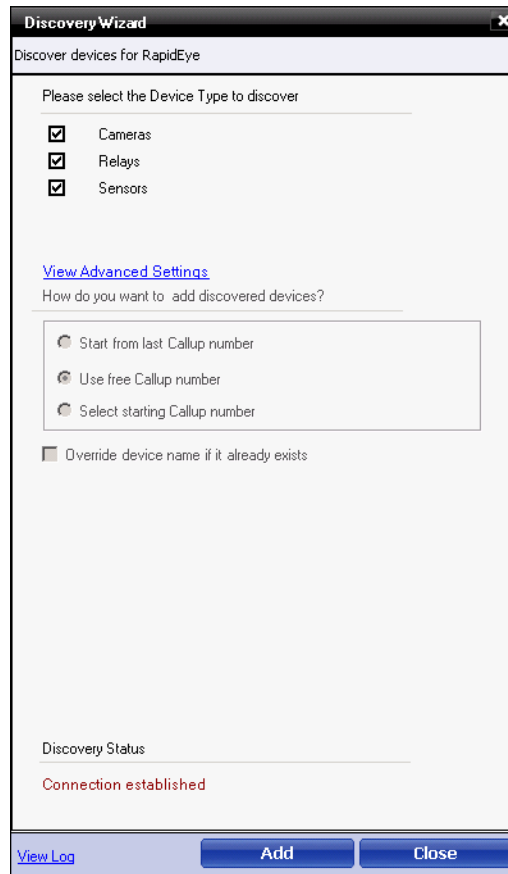 Discovery Wizard
Discover devices for RapidEye
Please select the Device Type to discover
Cameras
Relays
Sensors
View Advanced Settings
How do you want to add discovered devices?
Start from last Callup number
Use free Callup number
Select starting Callup number
Override device name if it already exists
Discovery Status
Connection established
View Log
Add
Close